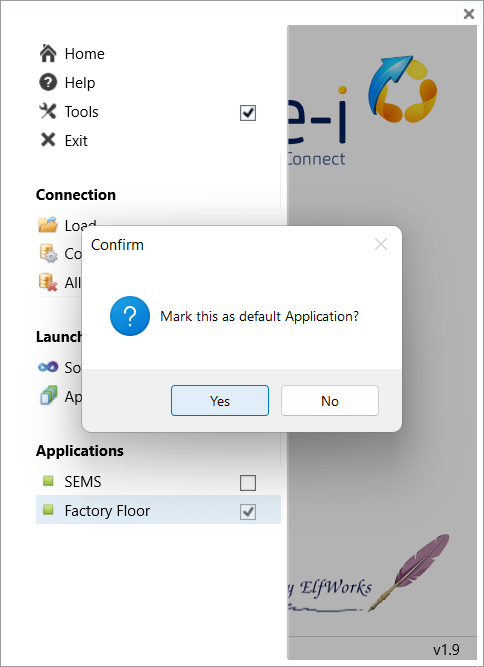 Home
Help
Tools
Exit
e-i
Connect
Connection
Load
Co
All
Confirm
Mark this as default Application?
Yes
No
Launch
So
Ap
Applications
SEMS
Factory Floor
y ElfWorks
v1.9